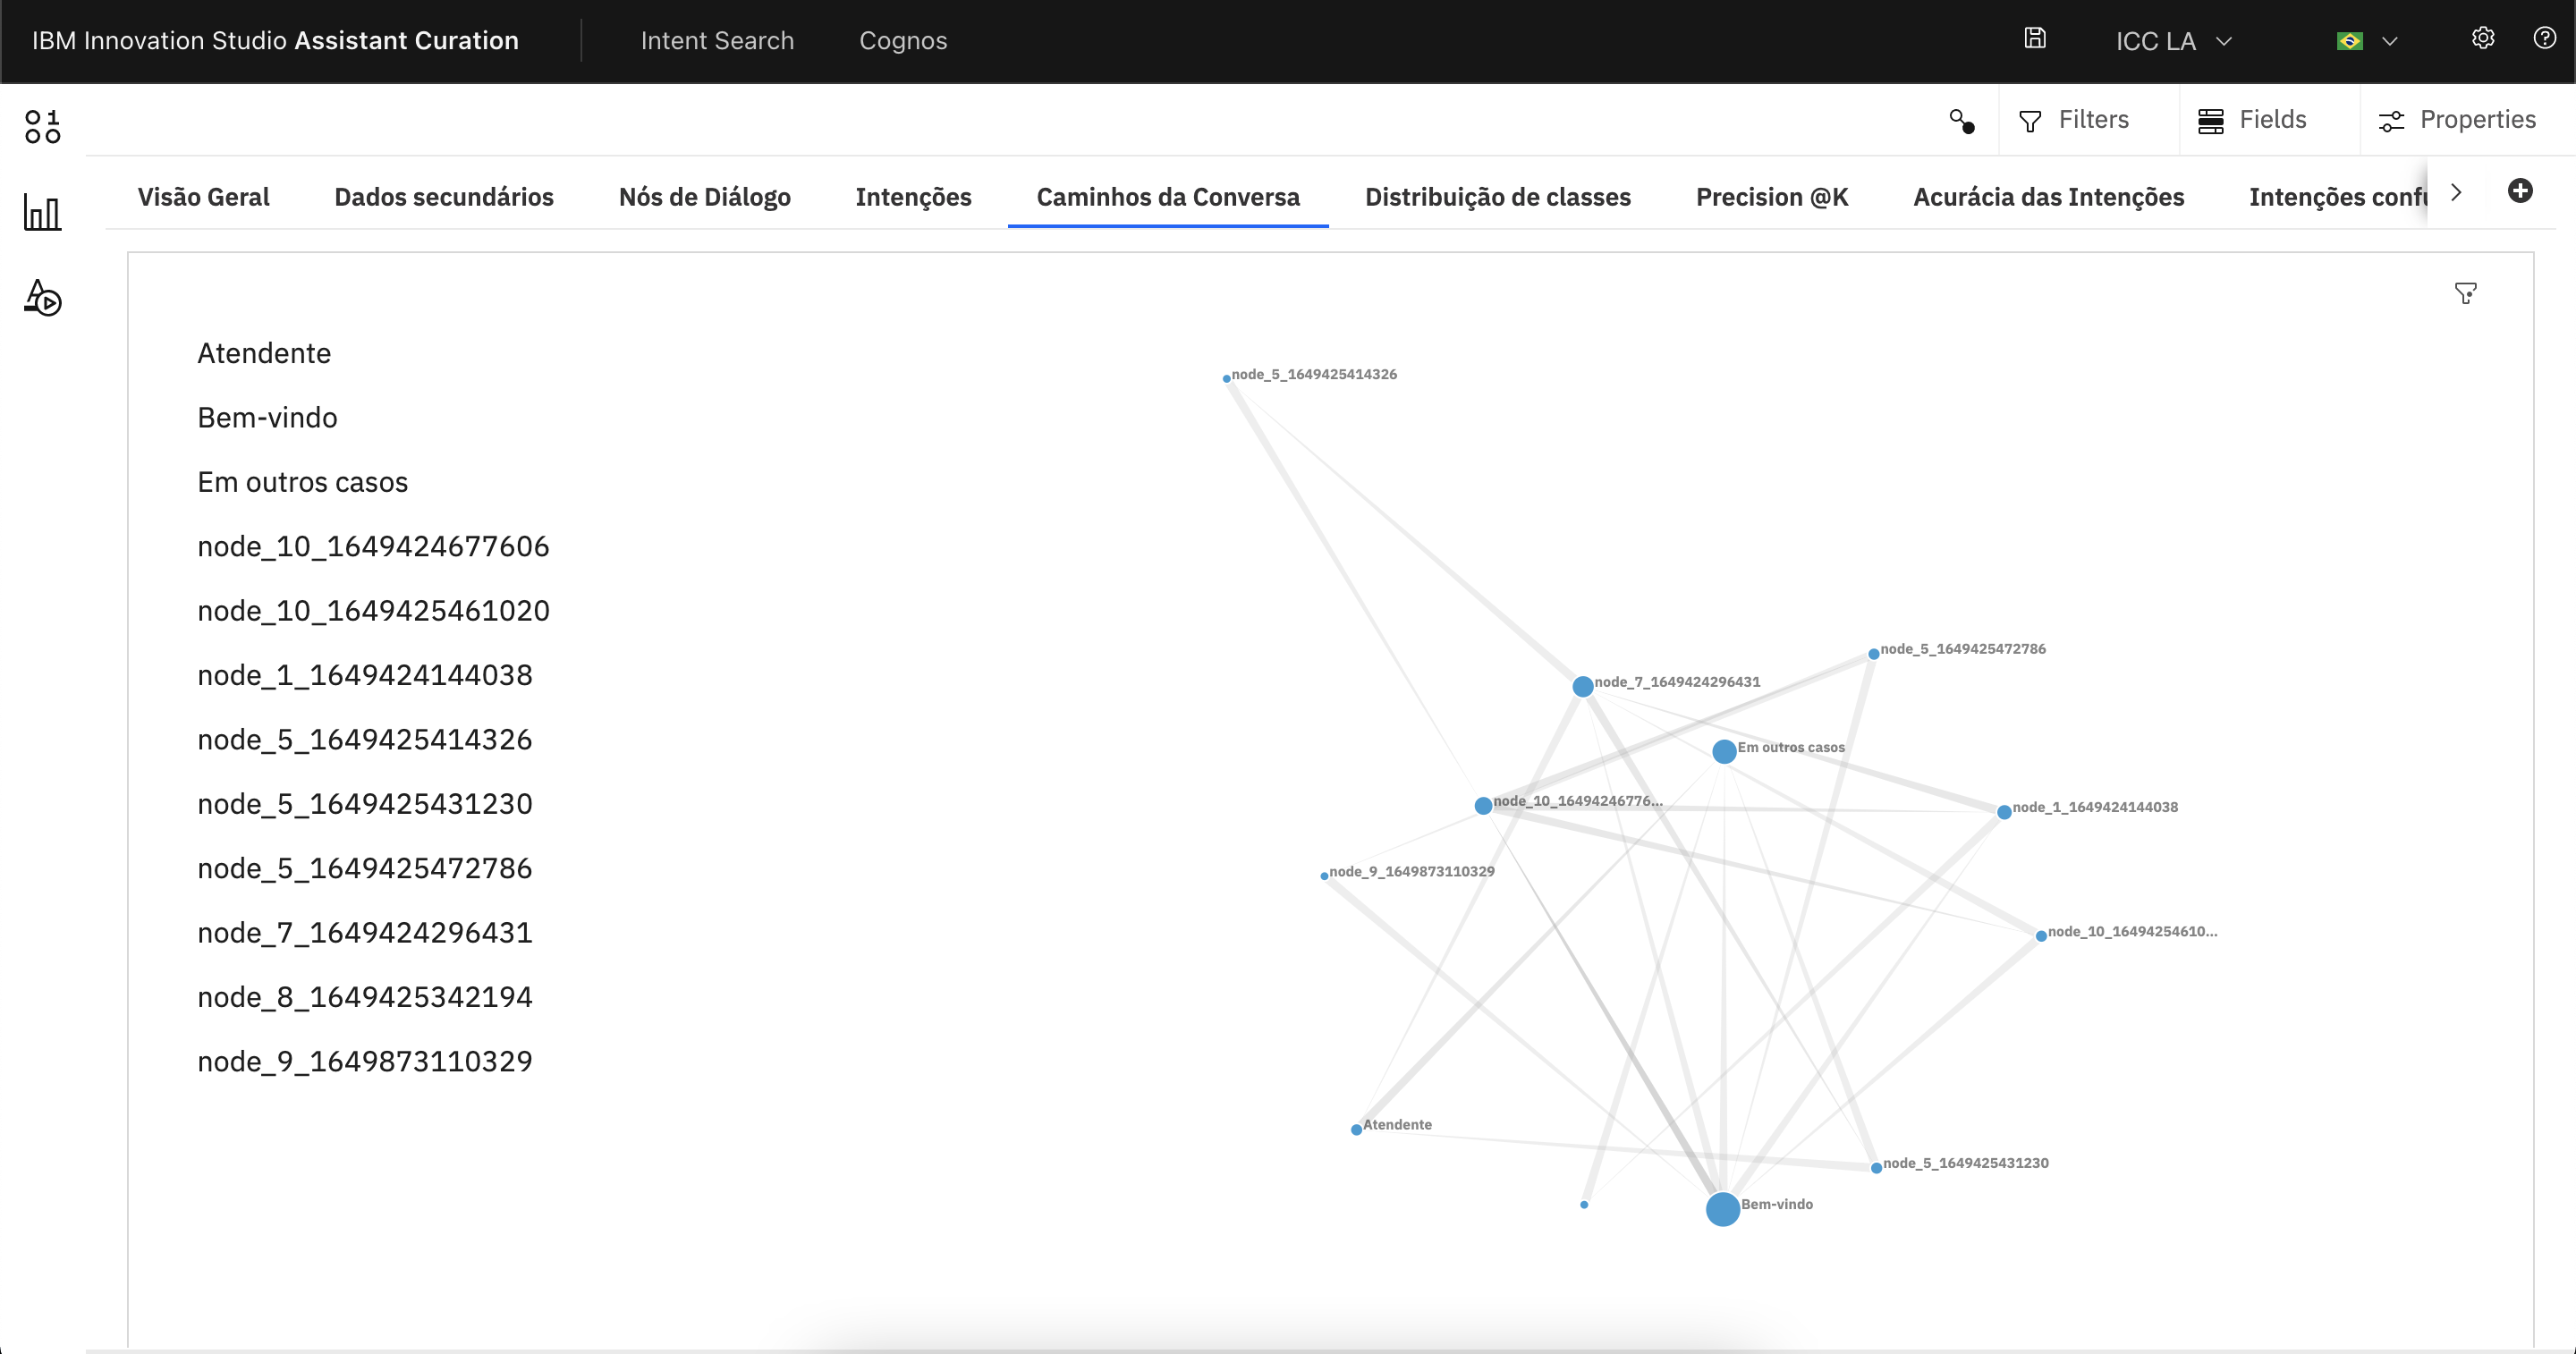 IBM Innovation Studio Assistant Curation
Intent Search
Cognos
ICC LA
Filters
Fields
Properties
Visão Geral
Dados secundários
Nós de Diálogo
Intenções
Caminhos da Conversa
Distribuição de classes
Precision @K
Acurácia das Intenções
Intenções confu
Atendente
Bem-vindo
Em outros casos
node_10_1649424677606
node_10_1649425461020
node_1_1649424144038
node_5_1649425414326
node_5_1649425431230
node_5_1649425472786
node_7_1649424296431
node_8_1649425342194
node_9_1649873110329
node_5_1649425414326
node_5_1649425472786
node_7_1649424296431
Em outros casos
node_10_16494246776...
node_1_1649424144038
node_9_1649873110329
node_10_16494254610...
Atendente
node_5_1649425431230
Bem-vindo